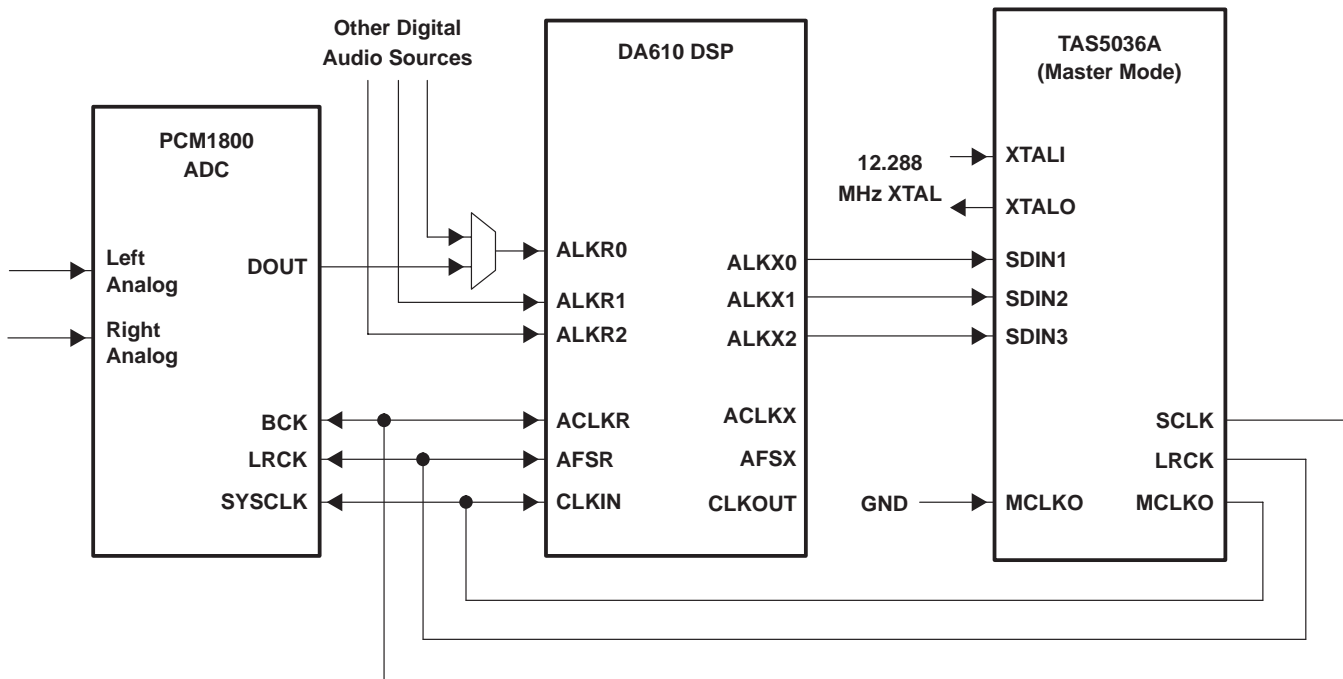 Other Digital
Audio Sources
PCM1800
ADC
Left
Analog
Right
Analog
DOUT
BCK
LRCK
SYSCLK
DA610 DSP
ALKR0
ALKR1
ALKR2
ACLKR
AFSR
CLKIN
ALKX0
ALKX1
ALKX2
ACLKX
AFSX
CLKOUT
12.288
MHz XTAL
GND
TAS5036A
(Master Mode)
XTALI
XTALO
SDIN1
SDIN2
SDIN3
MCLKO
SCLK
LRCK
MCLKO